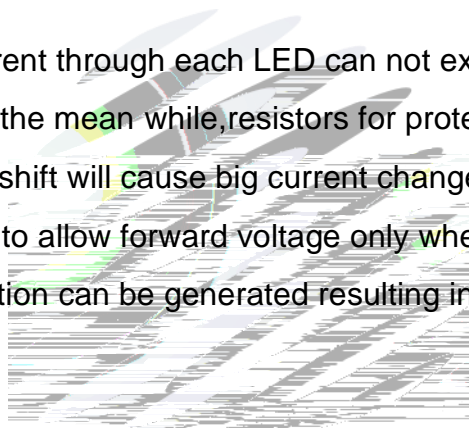 rent through each LED can not ex
the mean while,resistors for prote
shift will cause big current change
to allow forward voltage only whe
tion can be generated resulting in